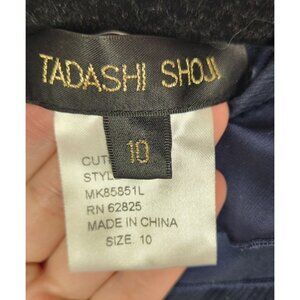 TADASHI SHOJI
10
CUT
STYL
MK85851L
RN 62825
MADE IN CHINA
SIZE 10